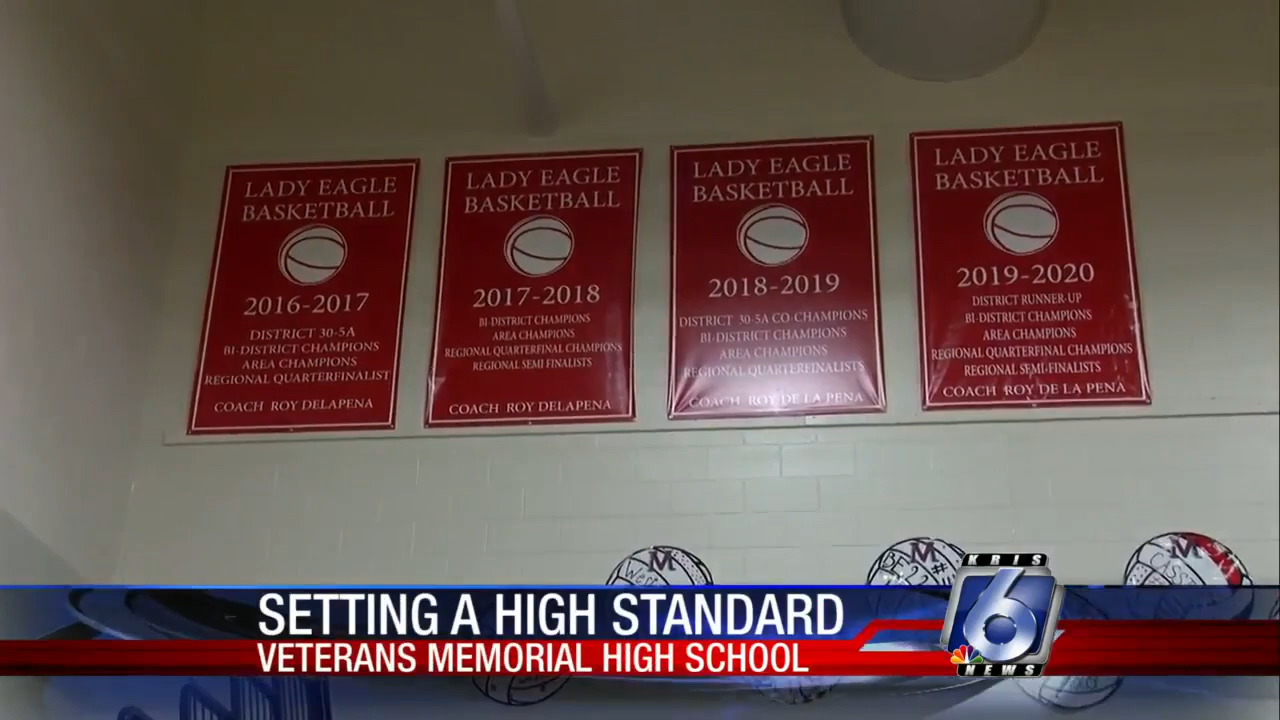 LADY EAGLE
BASKETBALL
2016-2017
DISTRICT 30-5A
BI-DISTRICT CHAMPIONS
AREA CHAMPIONS
REGIONAL QUARTERFINALIST
COACH ROY DELAPENA
LADY EAGLE
BASKETBALL
2017-2018
BI-DISTRICT CHAMPIONS
AREA CHAMPIONS
REGIONAL QUARTERFINAL CHAMPIONS
REGIONAL SEMI FINALISTS
COACH ROY DELAPENA
LADY EAGLE
BASKETBALL
2018-2019
DISTRICT 30-5A CO-CHAMPIONS
BI-DISTRICT CHAMPIONS
AREA CHAMPIONS
REGIONAL QUARTERFINALISTS
COACH ROY DE LA PENA
LADY EAGLE
BASKETBALL
2019-2020
DISTRICT RUNNER-UP
BI-DISTRICT CHAMPIONS
AREA CHAMPIONS
REGIONAL QUARTERFINAL CHAMPIONS
REGIONAL SEMI-FINALISTS
COACH ROY DE LA PENA
M
M
M
SETTING A HIGH STANDARD
VETERANS MEMORIAL HIGH SCHOOL
KRIS
6
NEWS